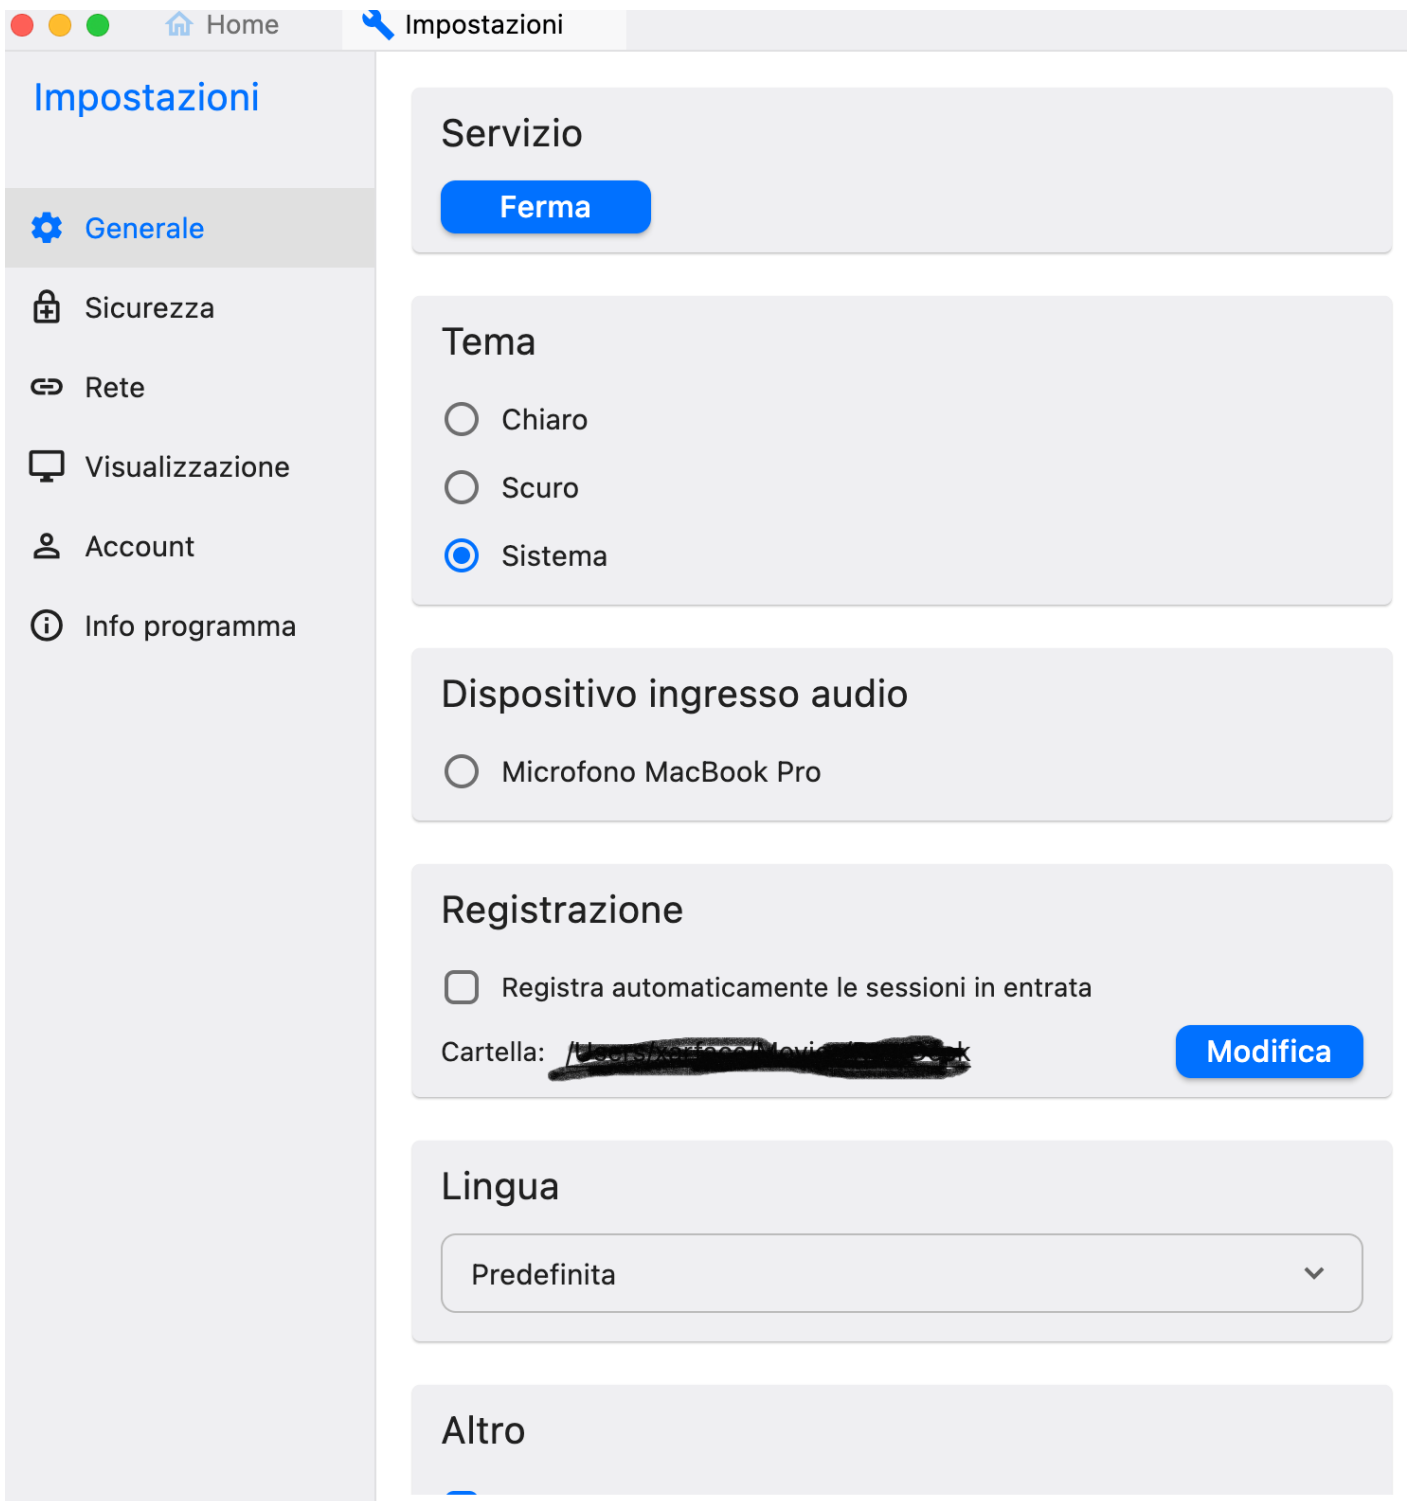 Home
Impostazioni
Impostazioni
Generale
Sicurezza
Rete
Visualizzazione
Account
Info programma
Servizio
Ferma
Tema
Chiaro
Scuro
Sistema
Dispositivo ingresso audio
Microfono MacBook Pro
Registrazione
Registra automaticamente le sessioni in entrata
Cartella:
Modifica
Lingua
Predefinita
Altro